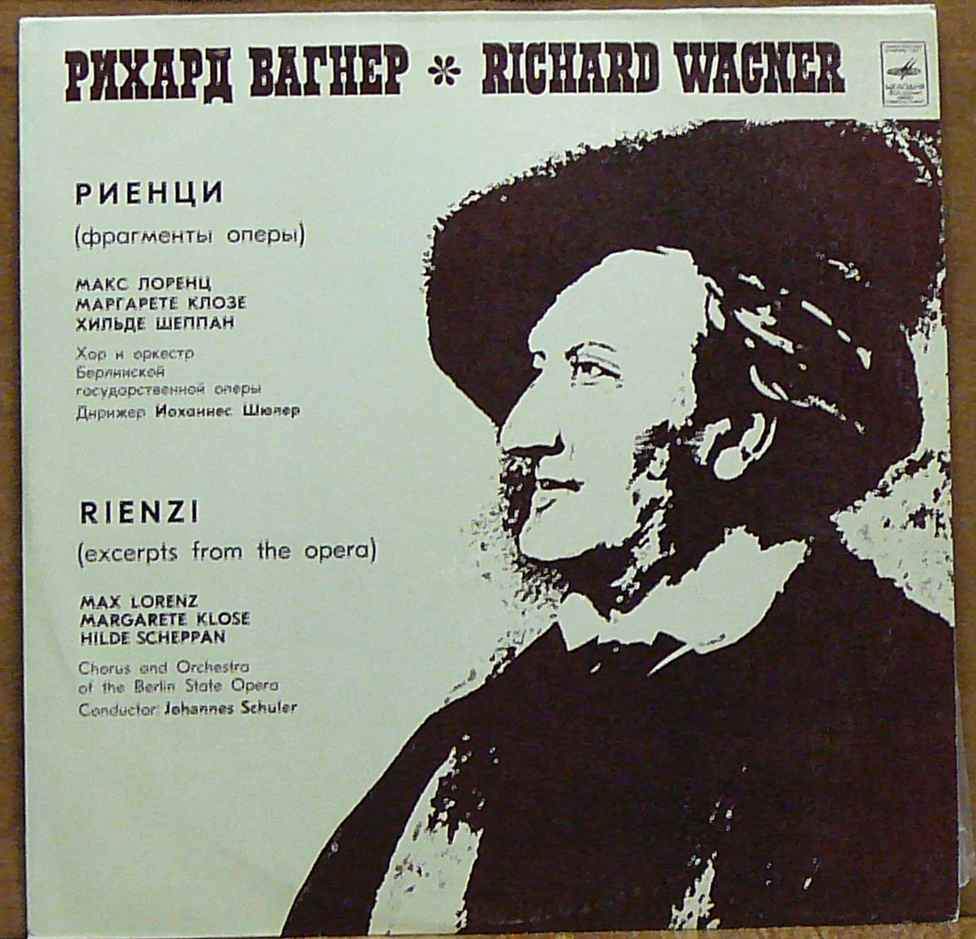 РИХАРД ВАГНЕР * RICHARD WAGNER
МЕЛОДИЯ
РИЕНЦИ
(фрагменты оперы)
МАКС ЛОРЕНЦ
МАРГАРЕТЕ КЛОЗЕ
ХИЛЬДЕ ШЕППАН
Хор и оркестр
Берлинской
государственной оперы
Дирижер Иоханнес Шюлер
RIENZI
(excerpts from the opera)
MAX LORENZ
MARGARETE KLOSE
HILDE SCHEPPAN
Chorus and Orchestra
of the Berlin State Opera
Conductor Johannes Schuler